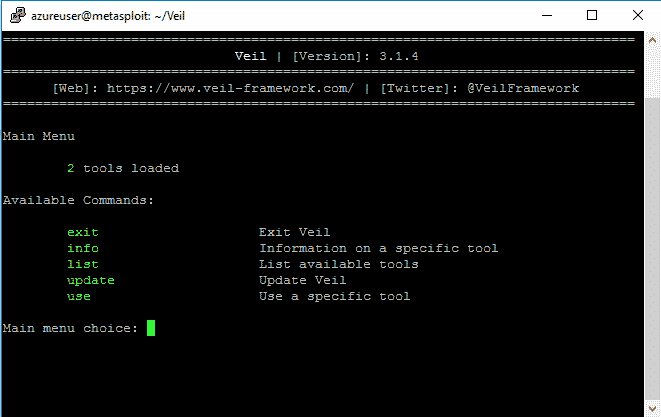 azureuser@metasploit: ~/Veil
===============================================================================
Veil | [Version]: 3.1.4
===============================================================================
[Web]: https://www.veil-framework.com/ | [Twitter]: @VeilFramework
===============================================================================
Main Menu
2 tools loaded
Available Commands:
exit Exit Veil
info Information on a specific tool
list List available tools
update Update Veil
use Use a specific tool
Main menu choice: